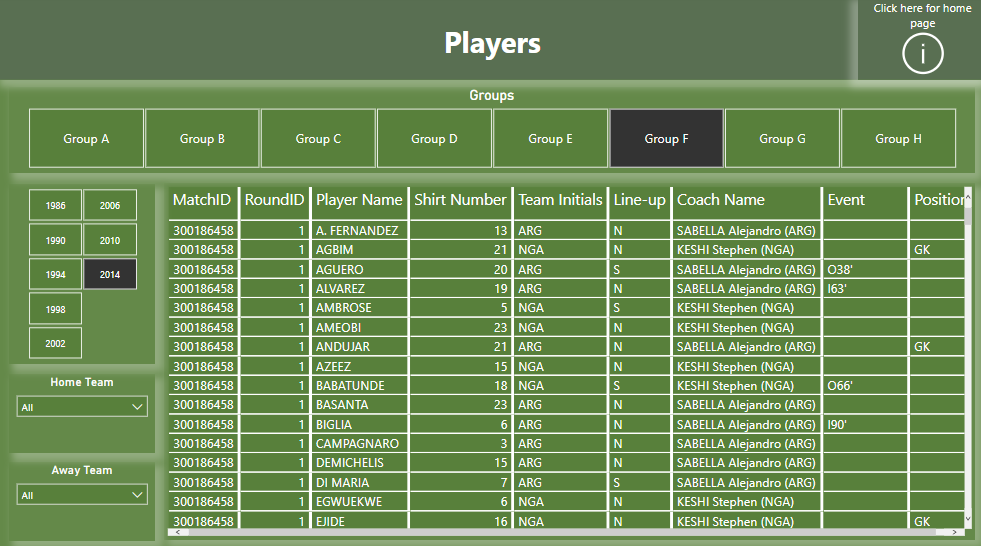 Click here for home
page
Players
i
Groups
Group A Group B Group C Group D Group E Group F Group G Group H
1986 2006
1990 2010
1994 2014
1998
2002
Home Team
All
Away Team
All
MatchID RoundID Player Name Shirt Number Team Initials Line-up Coach Name Event Position
300186458 1 A. FERNANDEZ 13 ARG N SABELLA Alejandro (ARG)
300186458 1 AGBIM 21 NGA N KESHI Stephen (NGA) GK
300186458 1 AGUERO 20 ARG S SABELLA Alejandro (ARG) O38'
300186458 1 ALVAREZ 19 ARG N SABELLA Alejandro (ARG) I63'
300186458 1 AMBROSE 5 NGA S KESHI Stephen (NGA)
300186458 1 AMEOBI 23 NGA N KESHI Stephen (NGA)
300186458 1 ANDUJAR 21 ARG N SABELLA Alejandro (ARG) GK
300186458 1 AZEEZ 15 NGA N KESHI Stephen (NGA)
300186458 1 BABATUNDE 18 NGA S KESHI Stephen (NGA) O66'
300186458 1 BASANTA 23 ARG N SABELLA Alejandro (ARG)
300186458 1 BIGLIA 6 ARG N SABELLA Alejandro (ARG) I90'
300186458 1 CAMPAGNARO 3 ARG N SABELLA Alejandro (ARG)
300186458 1 DEMICHELIS 15 ARG N SABELLA Alejandro (ARG)
300186458 1 DI MARIA 7 ARG S SABELLA Alejandro (ARG)
300186458 1 EGWUEKWE 6 NGA N KESHI Stephen (NGA)
300186458 1 EJIDE 16 NGA N KESHI Stephen (NGA) GK